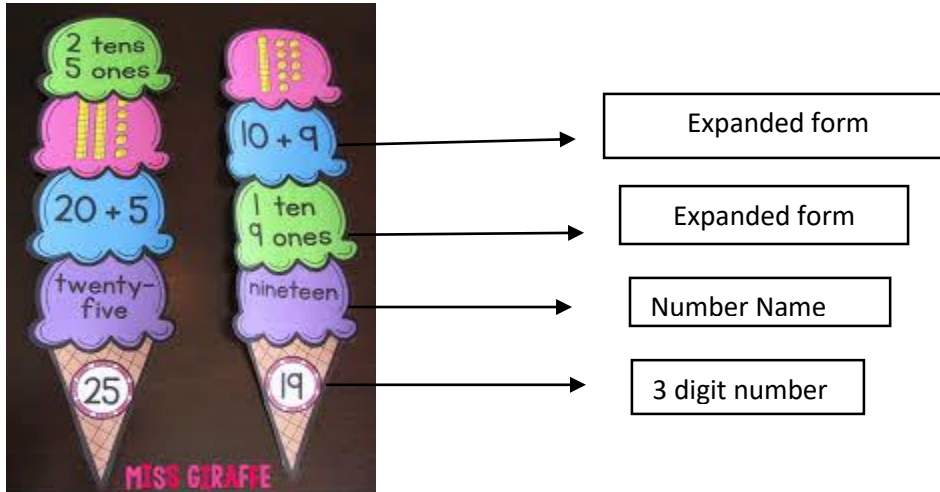 2 tens
5 ones
20 + 5
twenty-
five
25
10 + 9
1 ten
9 ones
nineteen
19
MISS GIRAFFE
Expanded form
Expanded form
Number Name
3 digit number